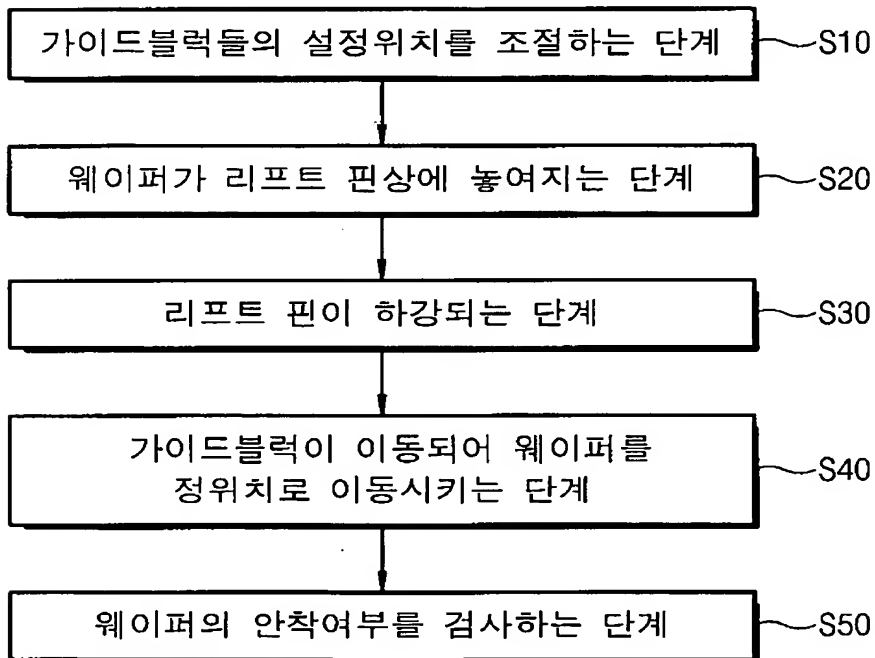 가이드블럭들의 설정위치를 조절하는 단계 S10
웨이퍼가 리프트 핀상에 놓여지는 단계 S20
리프트 핀이 하강되는 단계 S30
가이드블럭이 이동되어 웨이퍼를
정위치로 이동시키는 단계 S40
웨이퍼의 안착여부를 검사하는 단계 S50